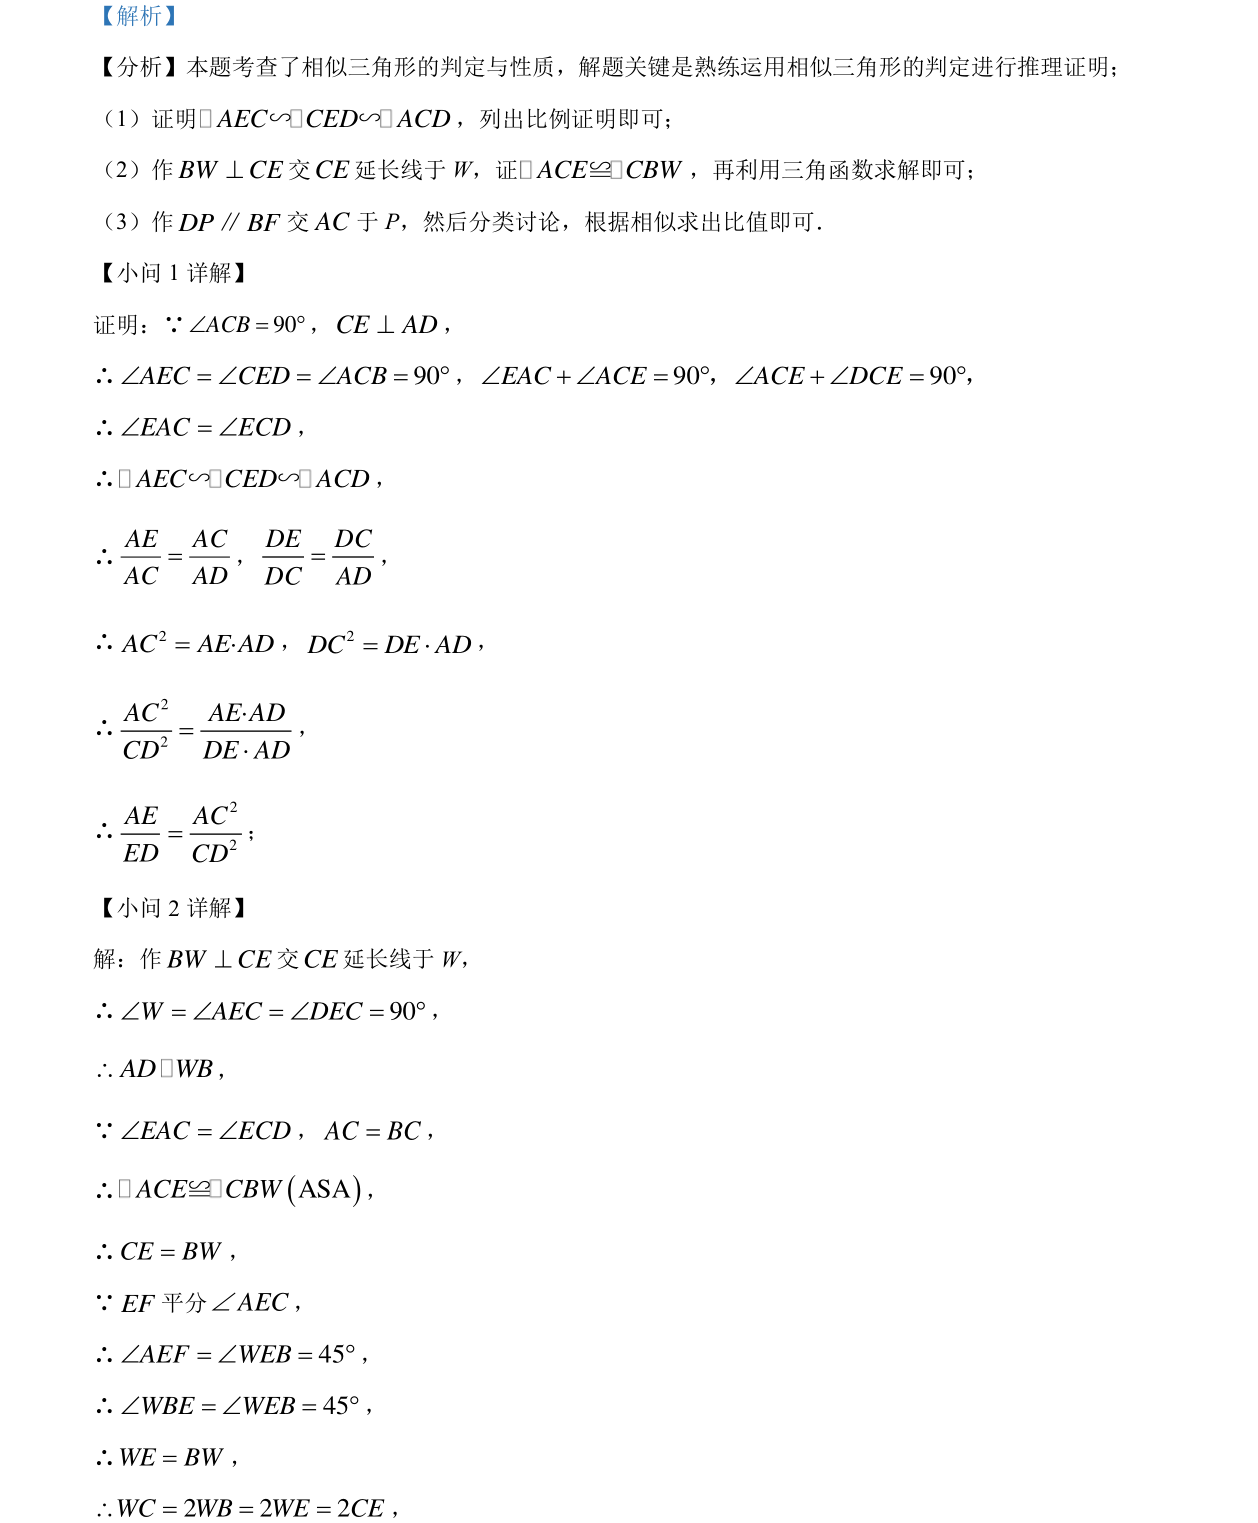 【解析】
【分析】本题考查了相似三角形的判定与性质，解题关键是熟练运用相似三角形的判定进行推理证明；
（1）证明□AEC∽□CED∽□ACD，列出比例证明即可；
（2）作BW⊥CE交CE延长线于W，证□ACE≌□CBW，再利用三角函数求解即可；
（3）作DP∥BF交AC于P，然后分类讨论，根据相似求出比值即可．
【小问1详解】
证明：∵∠ACB=90°，CE⊥AD，
∴∠AEC=∠CED=∠ACB=90°，∠EAC+∠ACE=90°，∠ACE+∠DCE=90°，
∴∠EAC=∠ECD，
∴□AEC∽□CED∽□ACD，
∴AE/AC=AC/AD，DE/DC=DC/AD，
∴AC²=AE·AD，DC²=DE·AD，
∴AC²/CD²=AE·AD/DE·AD，
∴AE/ED=AC²/CD²；
【小问2详解】
解：作BW⊥CE交CE延长线于W，
∴∠W=∠AEC=∠DEC=90°，
∴AD□WB，
∵∠EAC=∠ECD，AC=BC，
∴□ACE≌□CBW(ASA)，
∴CE=BW，
∵EF平分∠AEC，
∴∠AEF=∠WEB=45°，
∴∠WBE=∠WEB=45°，
∴WE=BW，
∴WC=2WB=2WE=2CE，